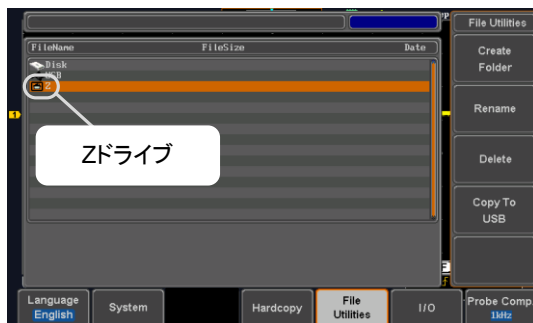 File Utilities
FileName FileSize Date
Disk
USB
Z
Zドライブ
Create
Folder
Rename
Delete
Copy To
USB
Language
English
System
Hardcopy
File
Utilities
I/O
Probe Comp.
1kHz